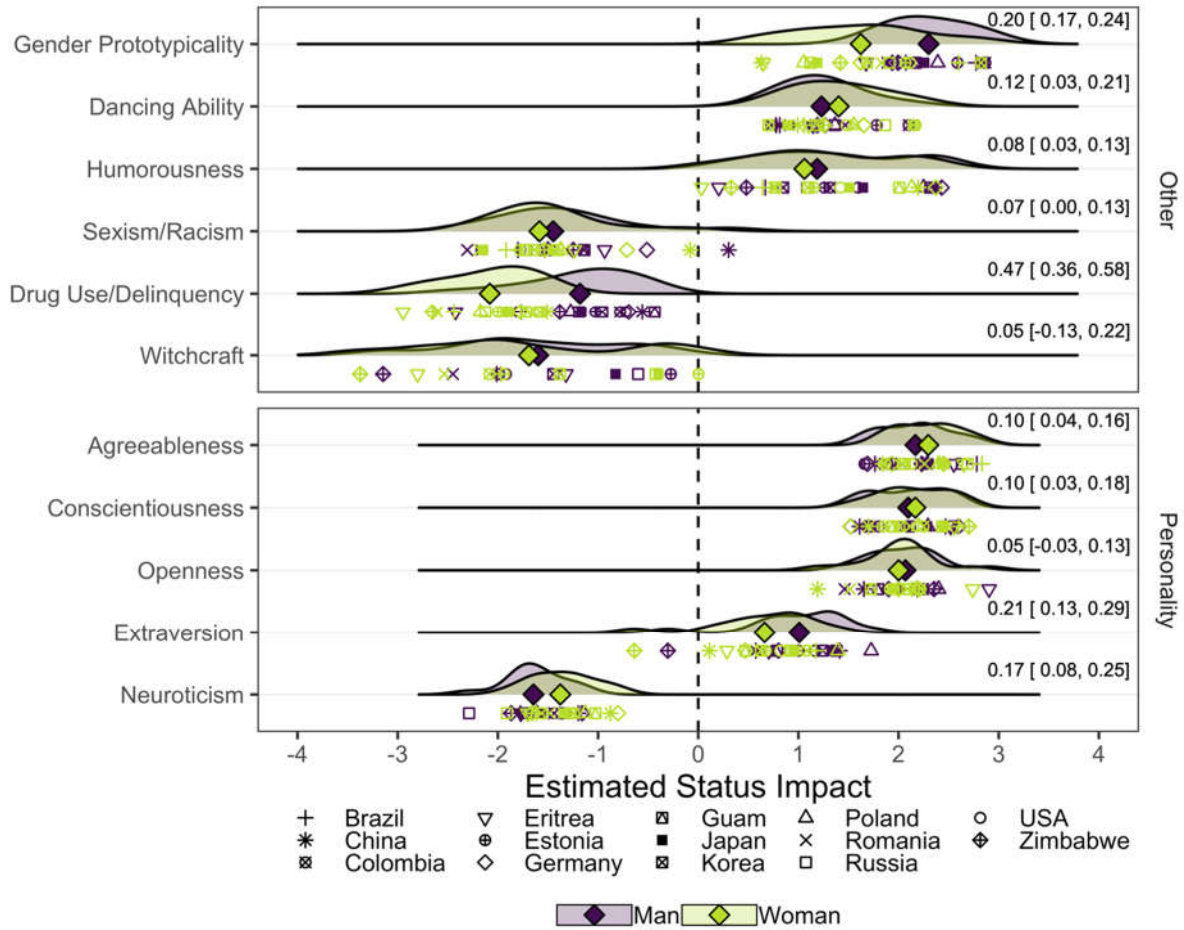 Gender Prototypicality 0.20 [ 0.17, 0.24]
Dancing Ability 0.12 [ 0.03, 0.21]
Humorousness 0.08 [ 0.03, 0.13]
Sexism/Racism 0.07 [ 0.00, 0.13]
Drug Use/Delinquency 0.47 [ 0.36, 0.58]
Witchcraft 0.05 [-0.13, 0.22]
Other
Agreeableness 0.10 [ 0.04, 0.16]
Conscientiousness 0.10 [ 0.03, 0.18]
Openness 0.05 [-0.03, 0.13]
Extraversion 0.21 [ 0.13, 0.29]
Neuroticism 0.17 [ 0.08, 0.25]
Personality
-4 -3 -2 -1 0 1 2 3 4
Estimated Status Impact
Brazil Eritrea Guam Poland USA
China Estonia Japan Romania Zimbabwe
Colombia Germany Korea Russia
Man Woman